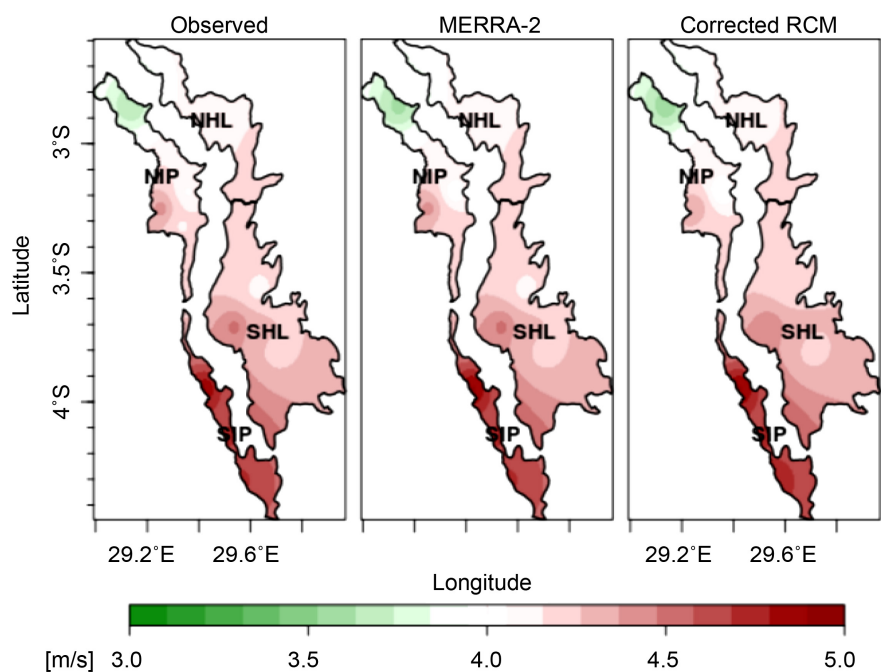 Observed
MERRA-2
Corrected RCM
Latitude
3°S
3.5°S
4°S
NHL
NIP
SHL
SIP
NHL
NIP
SHL
SIP
NHL
NIP
SHL
SIP
29.2°E 29.6°E
29.2°E 29.6°E
Longitude
[m/s] 3.0 3.5 4.0 4.5 5.0